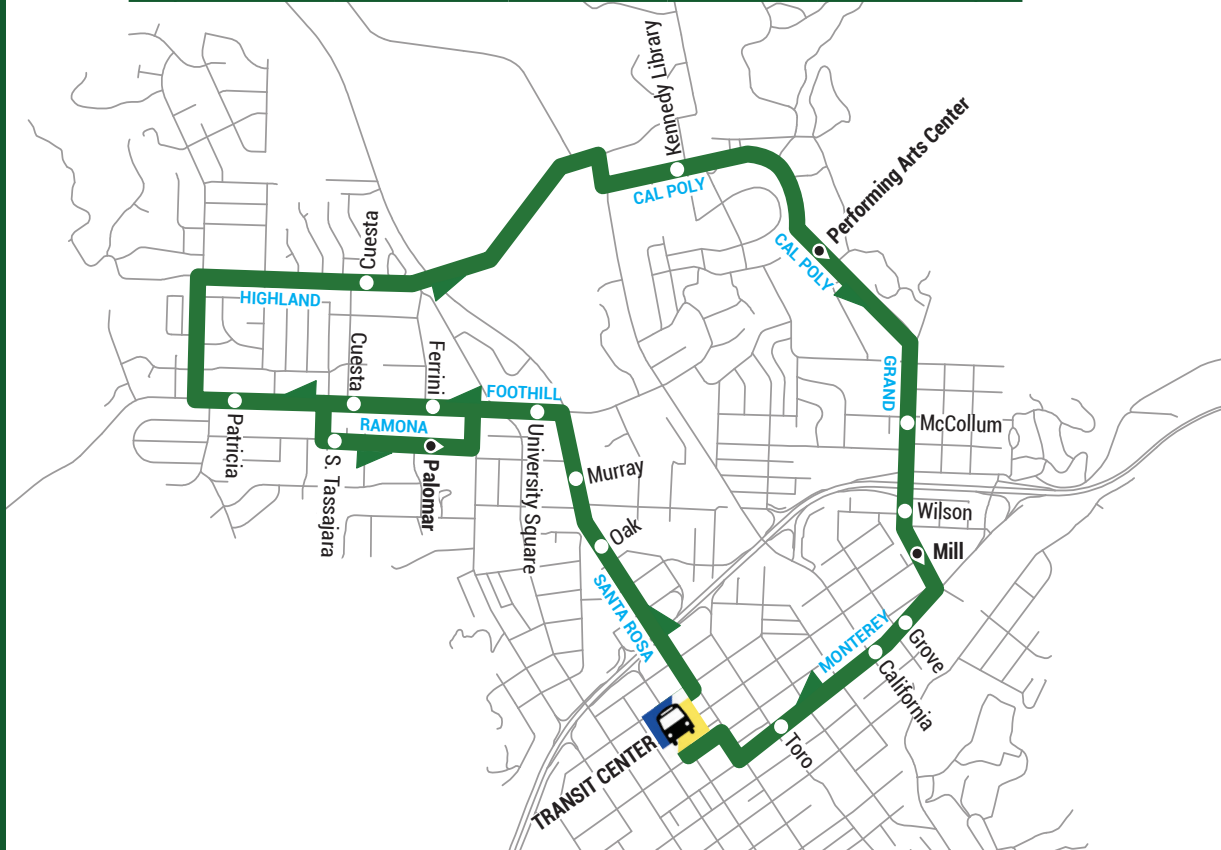 Kennedy Library
Performing Arts Center
CAL POLY
Cuesta
CAL POLY
HIGHLAND
Cuesta
Ferrini
FOOTHILL
GRAND
RAMONA
McCollum
Patricia
S. Tassajara
Palomar
University Square
Murray
Wilson
Oak
Mill
SANTA ROSA
MONTEREY
Grove
California
Toro
TRANSIT CENTER